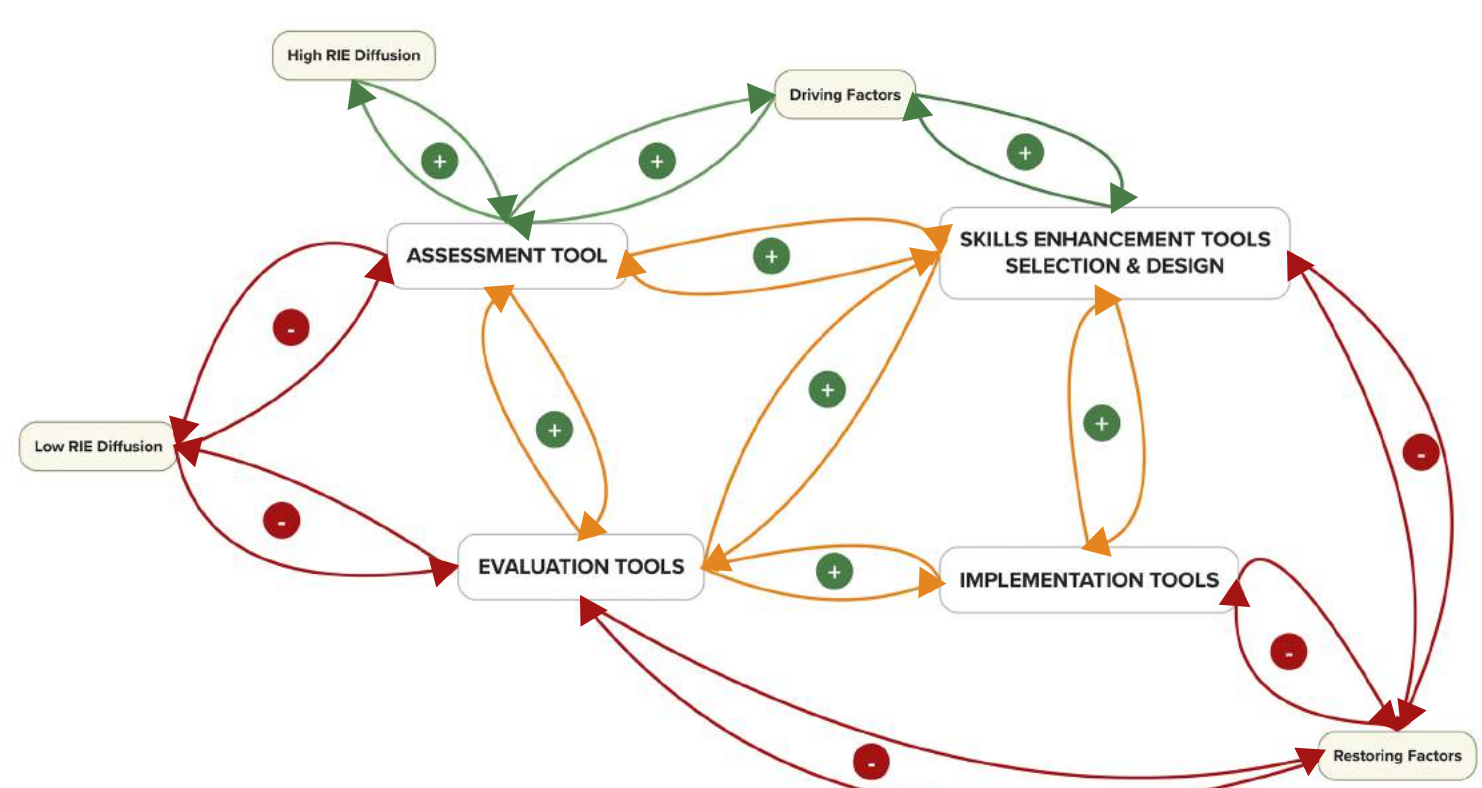 High RIE Diffusion
Driving Factors
+
+
+
ASSESSMENT TOOL
+
SKILLS ENHANCEMENT TOOLS
SELECTION & DESIGN
-
+
+
+
-
Low RIE Diffusion
-
EVALUATION TOOLS
+
IMPLEMENTATION TOOLS
-
-
Restoring Factors